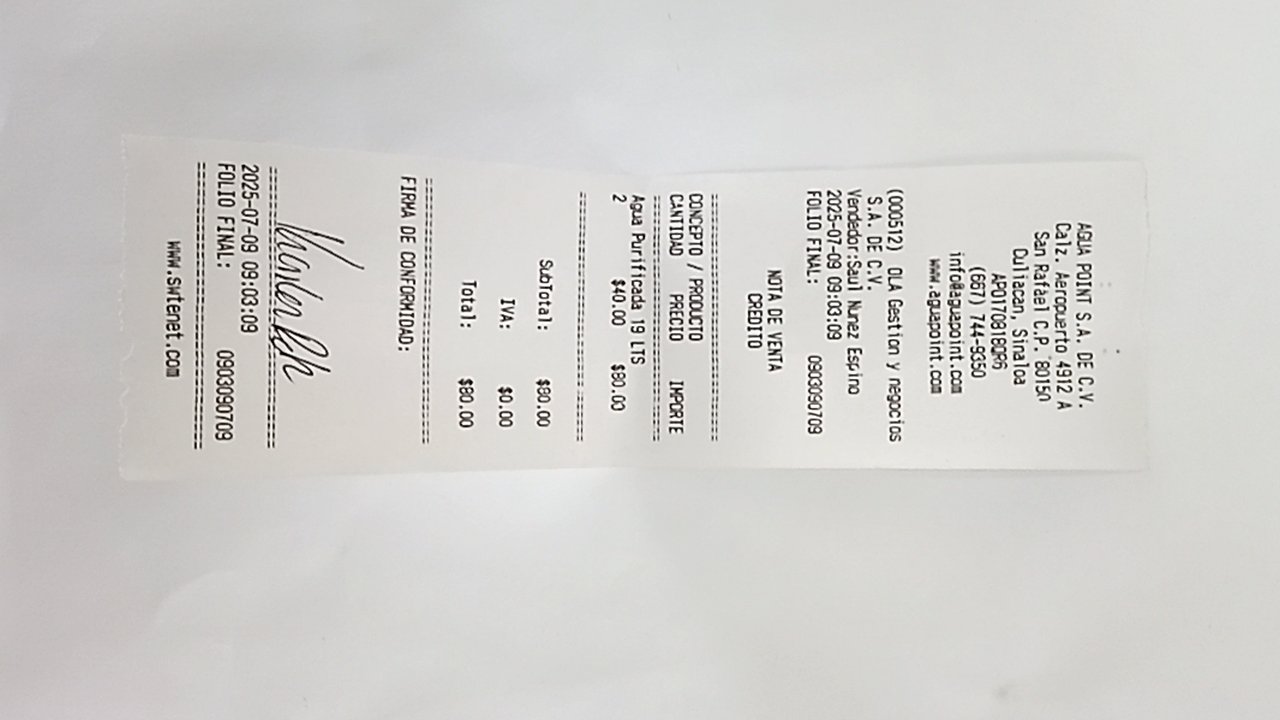 AGUA POINT S.A. DE C.V.
Calz. Aeropuerto 4912 A
San Rafael C.P. 80150
Culiacan, Sinaloa
APO170818QR6
(667) 744-9350
info@aguapoint.com
www.aguapoint.com
(000512) OLA Gestion y negocios
S.A. DE C.V.
Vendedor:Saul Nunez Espino
2025-07-09 09:03:09
FOLIO FINAL: 0903090709
NOTA DE VENTA
CREDITO
CONCEPTO / PRODUCTO
CANTIDAD PRECIO IMPORTE
Agua Purificada 19 LTS
2 $40.00 $80.00
SubTotal: $80.00
IVA: $0.00
Total: $80.00
FIRMA DE CONFORMIDAD:
2025-07-09 09:03:09
FOLIO FINAL: 0903090709
www.swtenet.com